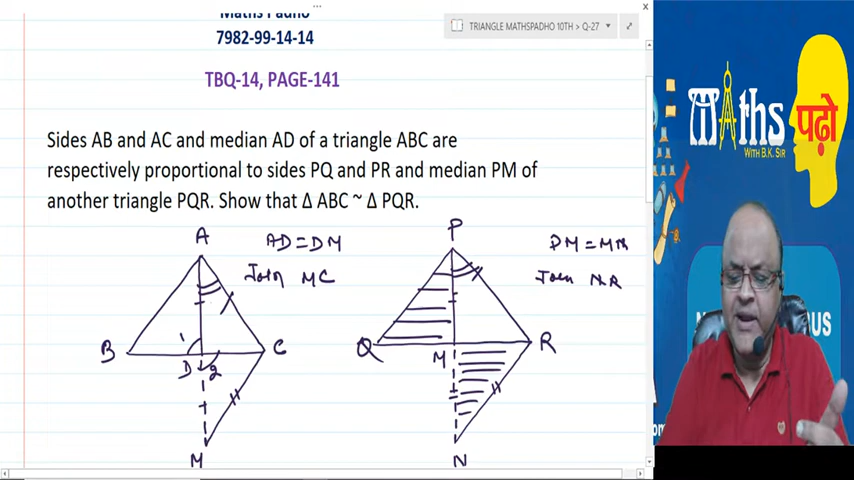 Maths Padho
7982-99-14-14
TBQ-14, PAGE-141
TRIANGLE MATHSPADHO 10TH > Q-27
Sides AB and AC and median AD of a triangle ABC are
respectively proportional to sides PQ and PR and median PM of
another triangle PQR. Show that Δ ABC ~ Δ PQR.
A
AD=DM
Join MC
1
B
D
2
C
M
P
PM=MN
Join NR
Q
M
R
N
Maths पढ़ो
WITH B.K. SIR